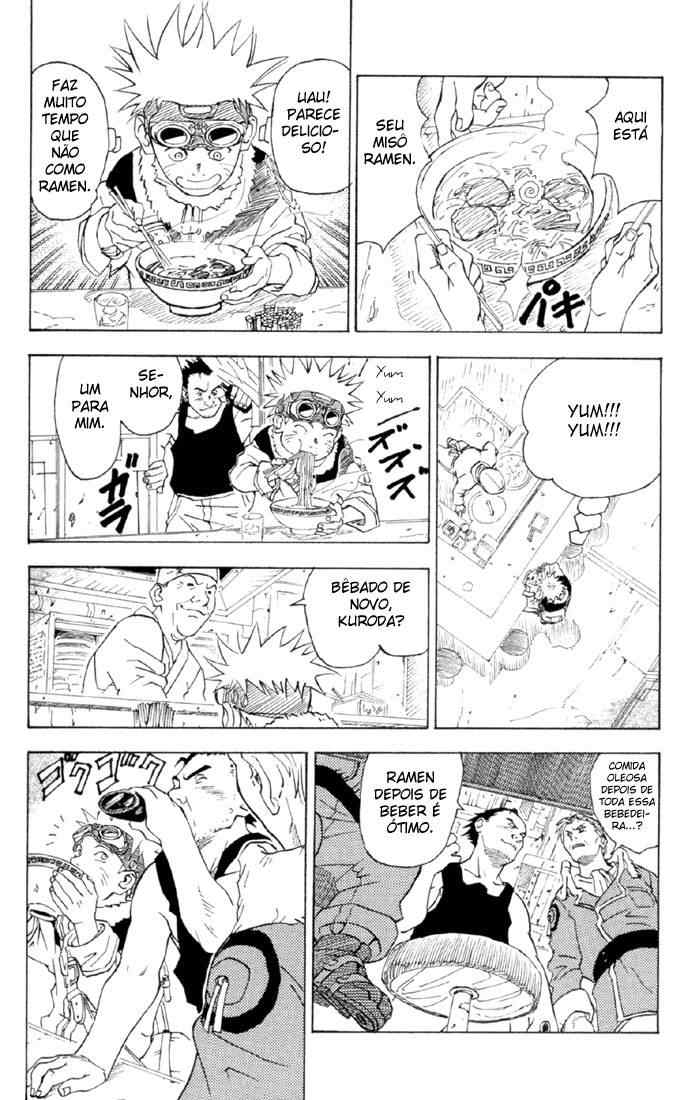 AQUI
ESTÁ
SEU
MISÔ
RAMEN.
パキ
UAU!
PARECE
DELICIO-
SO!
FAZ
MUITO
TEMPO
QUE
NÃO
COMO
RAMEN.
YUM!!!
YUM!!!
Yum
Yum
ズズズ
SE-
NHOR,
UM
PARA
MIM.
ガラ
BÊBADO DE
NOVO,
KURODA?
COMIDA
OLEOSA
DEPOIS DE
TODA ESSA
BEBEDEI-
RA...?
RAMEN
DEPOIS DE
BEBER É
ÓTIMO.
ゴクゴク